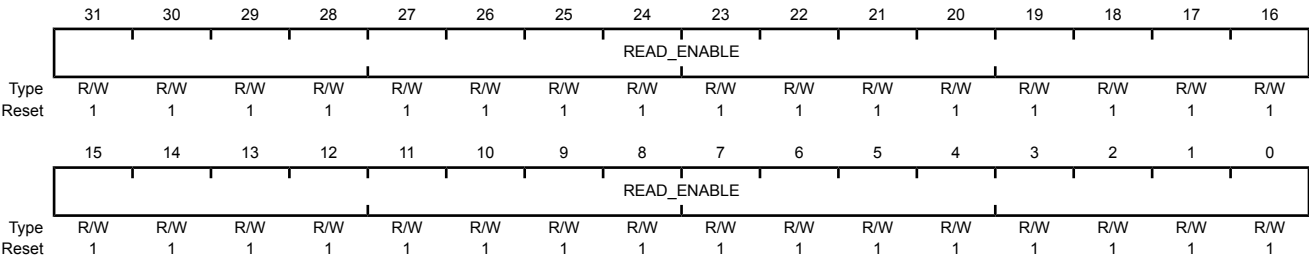 31 30 29 28 27 26 25 24 23 22 21 20 19 18 17 16
READ_ENABLE
Type R/W R/W R/W R/W R/W R/W R/W R/W R/W R/W R/W R/W R/W R/W R/W R/W
Reset 1 1 1 1 1 1 1 1 1 1 1 1 1 1 1 1
15 14 13 12 11 10 9 8 7 6 5 4 3 2 1 0
READ_ENABLE
Type R/W R/W R/W R/W R/W R/W R/W R/W R/W R/W R/W R/W R/W R/W R/W R/W
Reset 1 1 1 1 1 1 1 1 1 1 1 1 1 1 1 1